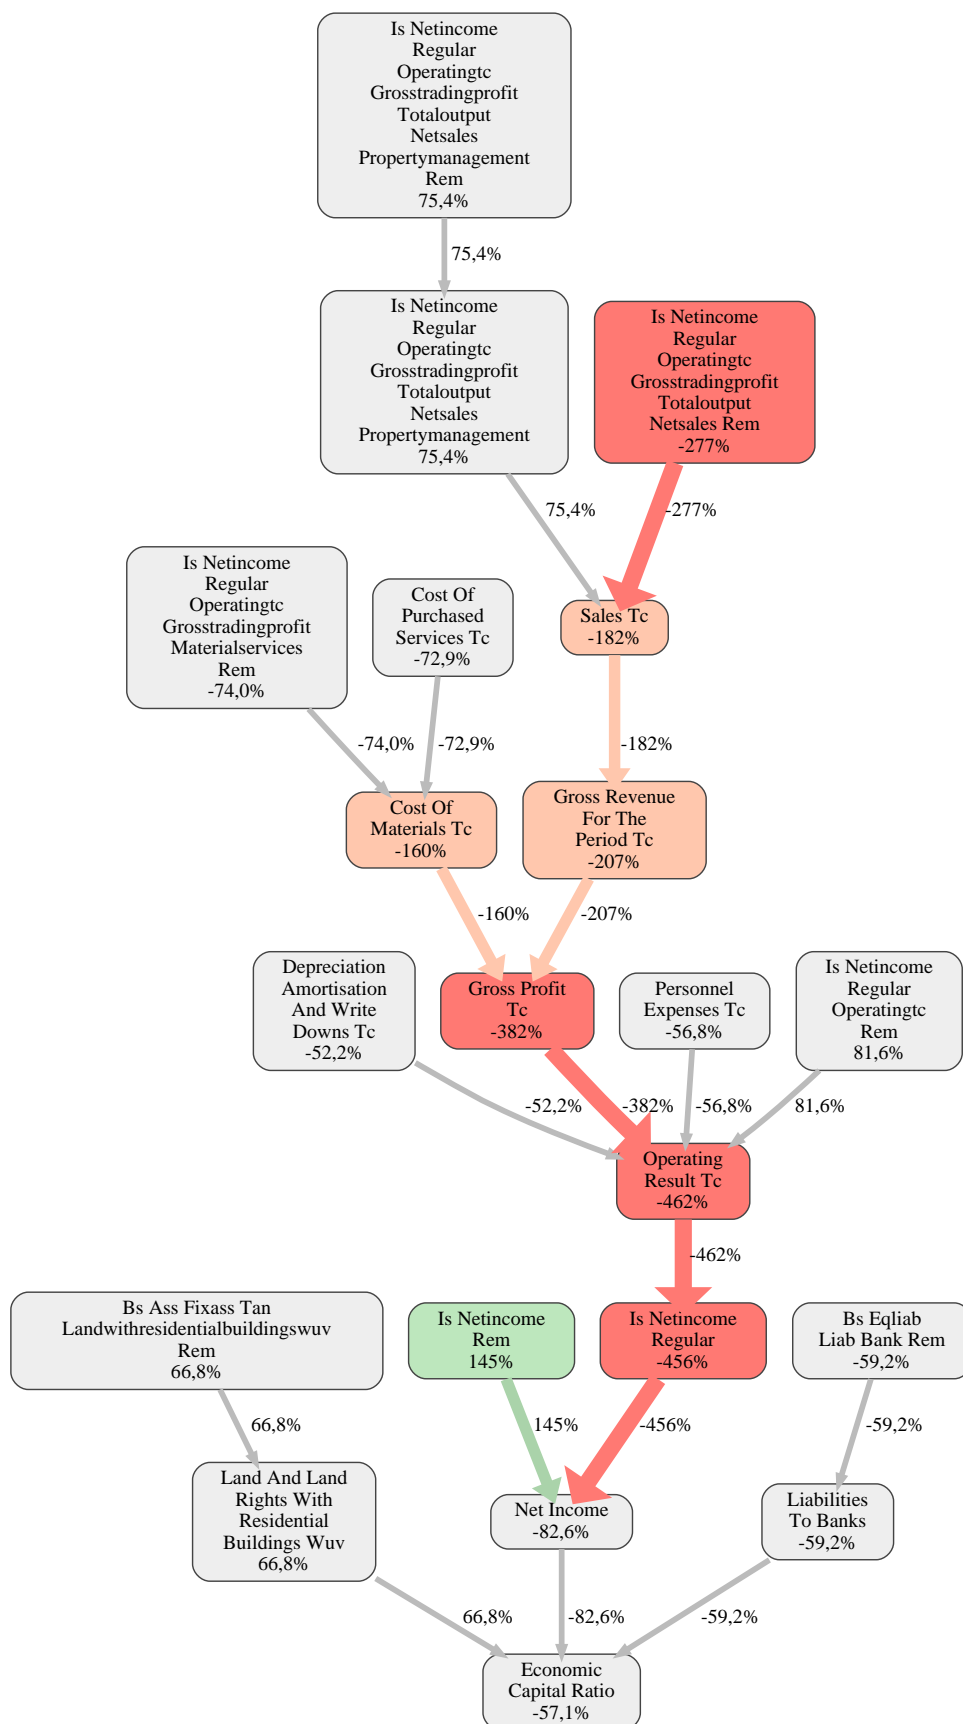 Is Netincome
Regular
Operatingtc
Grosstradingprofit
Totaloutput
Netsales
Propertymanagement
Rem
75,4%
75,4%
Is Netincome
Regular
Operatingtc
Grosstradingprofit
Totaloutput
Netsales
Propertymanagement
75,4%
Is Netincome
Regular
Operatingtc
Grosstradingprofit
Totaloutput
Netsales Rem
-277%
75,4%
-277%
Is Netincome
Regular
Operatingtc
Grosstradingprofit
Materialservices
Rem
-74,0%
Cost Of
Purchased
Services Tc
-72,9%
Sales Tc
-182%
-74,0%
-72,9%
-182%
Cost Of
Materials Tc
-160%
Gross Revenue
For The
Period Tc
-207%
-160%
-207%
Depreciation
Amortisation
And Write
Downs Tc
-52,2%
Gross Profit
Tc
-382%
Personnel
Expenses Tc
-56,8%
Is Netincome
Regular
Operatingtc
Rem
81,6%
-52,2%
-382%
-56,8%
81,6%
Operating
Result Tc
-462%
-462%
Bs Ass Fixass Tan
Landwithresidentialbuildingswuv
Rem
66,8%
Is Netincome
Rem
145%
Is Netincome
Regular
-456%
Bs Eqliab
Liab Bank Rem
-59,2%
66,8%
145%
-456%
-59,2%
Land And Land
Rights With
Residential
Buildings Wuv
66,8%
Net Income
-82,6%
Liabilities
To Banks
-59,2%
66,8%
-82,6%
-59,2%
Economic
Capital Ratio
-57,1%